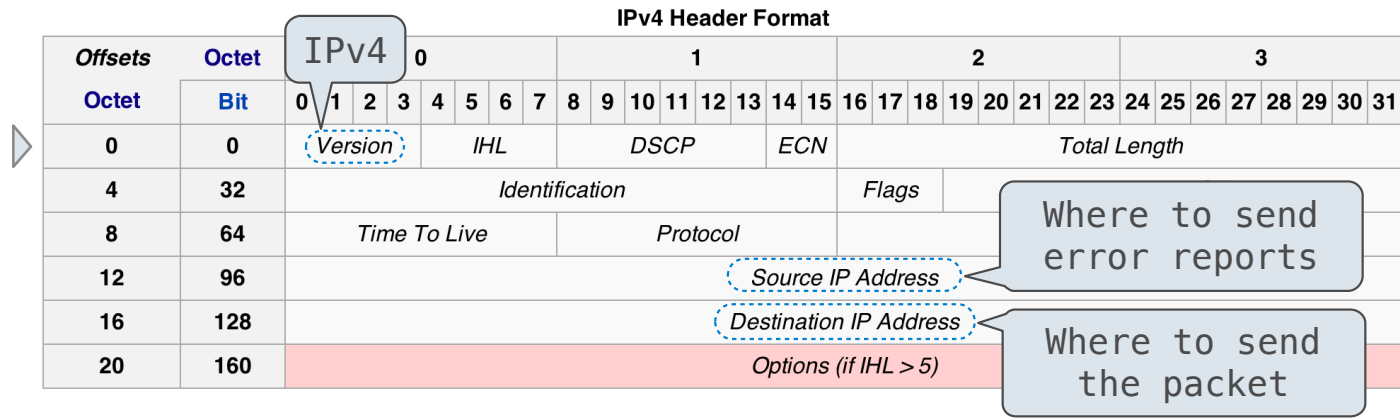 IPv4 Header Format
IPv4
Offsets Octet 0 1 2 3
Octet Bit 0 1 2 3 4 5 6 7 8 9 10 11 12 13 14 15 16 17 18 19 20 21 22 23 24 25 26 27 28 29 30 31
0 0 Version IHL DSCP ECN Total Length
4 32 Identification Flags
8 64 Time To Live Protocol
Where to send
error reports
12 96 Source IP Address
16 128 Destination IP Address
Where to send
the packet
20 160 Options (if IHL > 5)